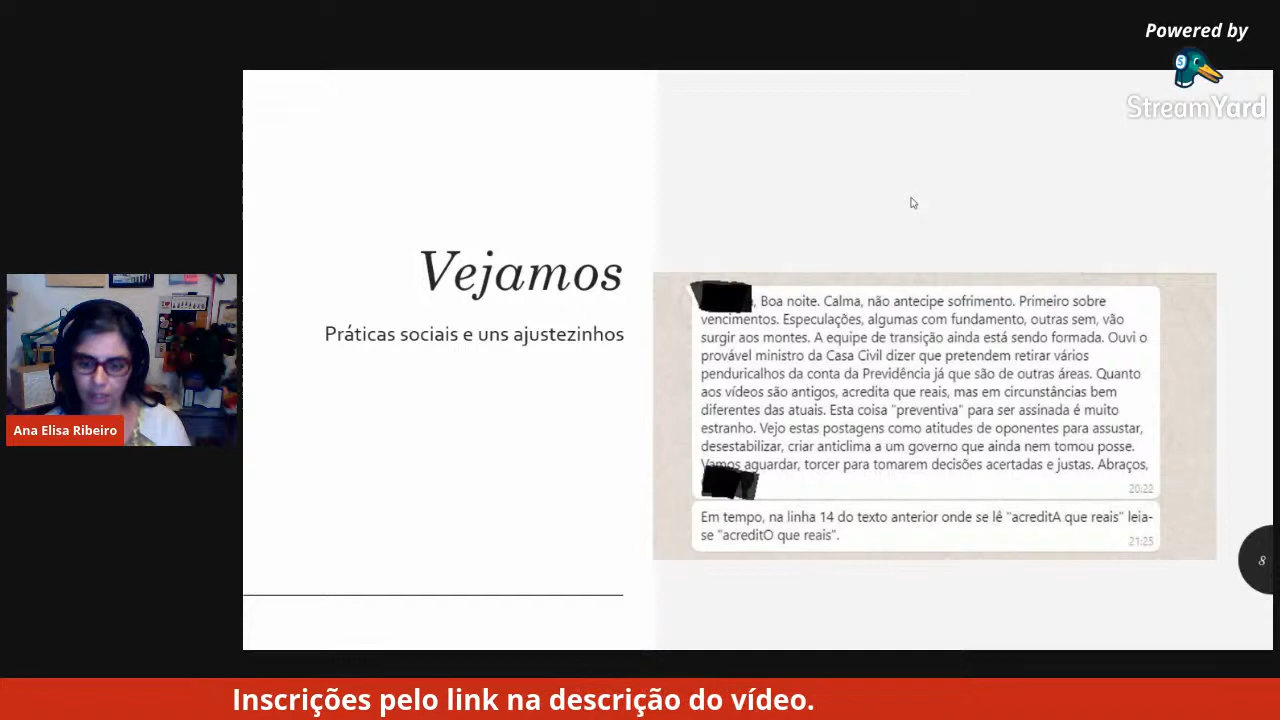 Powered by
StreamYard
Vejamos
Práticas sociais e uns ajustezinhos
Boa noite. Calma, não antecipe sofrimento. Primeiro sobre
vencimentos. Especulações, algumas com fundamento, outras sem, vão
surgir aos montes. A equipe de transição ainda está sendo formada. Ouvi o
provável ministro da Casa Civil dizer que pretendem retirar vários
penduricalhos da conta da Previdência já que são de outras áreas. Quanto
aos vídeos são antigos, acredita que reais, mas em circunstâncias bem
diferentes das atuais. Esta coisa "preventiva" para ser assinada é muito
estranho. Vejo estas postagens como atitudes de oponentes para assustar,
desestabilizar, criar anticlima a um governo que ainda nem tomou posse.
Vamos aguardar, torcer para tomarem decisões acertadas e justas. Abraços,
20:22
Em tempo, na linha 14 do texto anterior onde se lê "acreditA que reais" leia-
se "acreditO que reais".
21:25
8
Ana Elisa Ribeiro
Inscrições pelo link na descrição do vídeo.